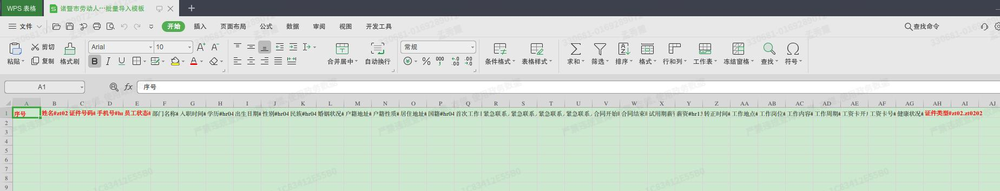 WPS 表格
诸暨市劳动人…批量导入模板
文件 开始 插入 页面布局 公式 数据 审阅 视图 开发工具 查找命令
粘贴 剪切 复制 格式刷
Arial 10
B I U A
合并居中 自动换行
常规
条件格式 表格样式 求和 筛选 排序 格式 行和列 工作表 冻结窗格 查找 符号
A1 fx 序号
A B C D E F G H I J K L M N O P Q R S T U V W X Y Z AA AB AC AD AE AF AG AH AI AJ
1 序号 姓名#zt02 证件号码# 手机号#hr 员工状态# 部门名称# 入职时间# 学历#hr04 出生日期# 性别#hr04 民族#hr04 婚姻状况# 户籍地址# 户籍性质# 居住地址# 国籍#hr04 首次工作 紧急联系 紧急联系 紧急联系 紧急联系 合同开始 合同结束 试用期薪 薪资#hr13 转正时间# 工作地点# 工作岗位# 工作内容# 工作周期# 工资卡开 工资卡号# 健康状况# 证件类型#zt02.zt0202
2
3
4
5
6
7
8
9
330681-0169289072
孟秀霞
1C83412E55B0